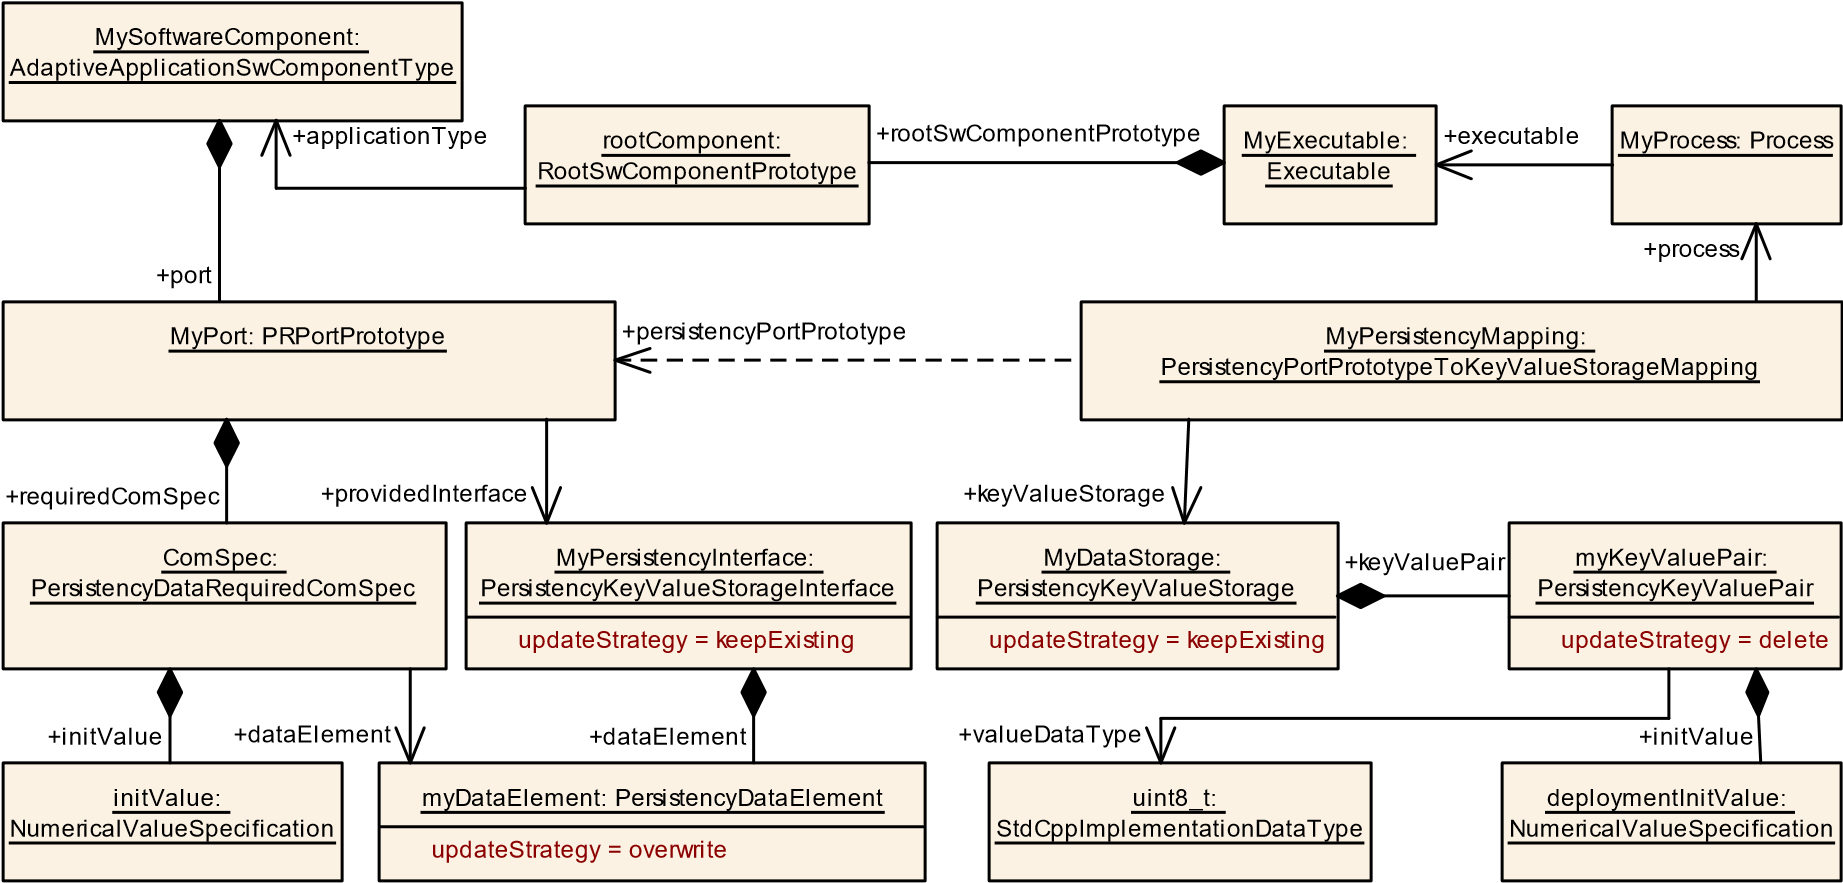 MySoftwareComponent:
AdaptiveApplicationSwComponentType
+applicationType
rootComponent:
RootSwComponentPrototype
+rootSwComponentPrototype
MyExecutable:
Executable
+executable
MyProcess: Process
+port
+process
MyPort: PRPortPrototype
+persistencyPortPrototype
MyPersistencyMapping:
PersistencyPortPrototypeToKeyValueStorageMapping
+requiredComSpec
+providedInterface
+keyValueStorage
ComSpec:
PersistencyDataRequiredComSpec
MyPersistencyInterface:
PersistencyKeyValueStorageInterface
updateStrategy = keepExisting
MyDataStorage:
PersistencyKeyValueStorage
updateStrategy = keepExisting
+keyValuePair
myKeyValuePair:
PersistencyKeyValuePair
updateStrategy = delete
+initValue
+dataElement
+dataElement
+valueDataType
+initValue
initValue:
NumericalValueSpecification
myDataElement: PersistencyDataElement
updateStrategy = overwrite
uint8_t:
StdCppImplementationDataType
deploymentInitValue:
NumericalValueSpecification